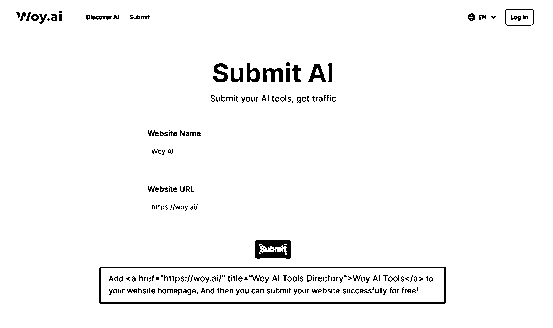 Woy.ai
Discover AI Submit
EN
Log in
Submit AI
Submit your AI tools, get traffic
Website Name
Woy AI
Website URL
https://woy.ai/
Submit
Add <a href="https://woy.ai/" title="Woy AI Tools Directory">Woy AI Tools</a> to
your website homepage. And then you can submit your website successfully for free!